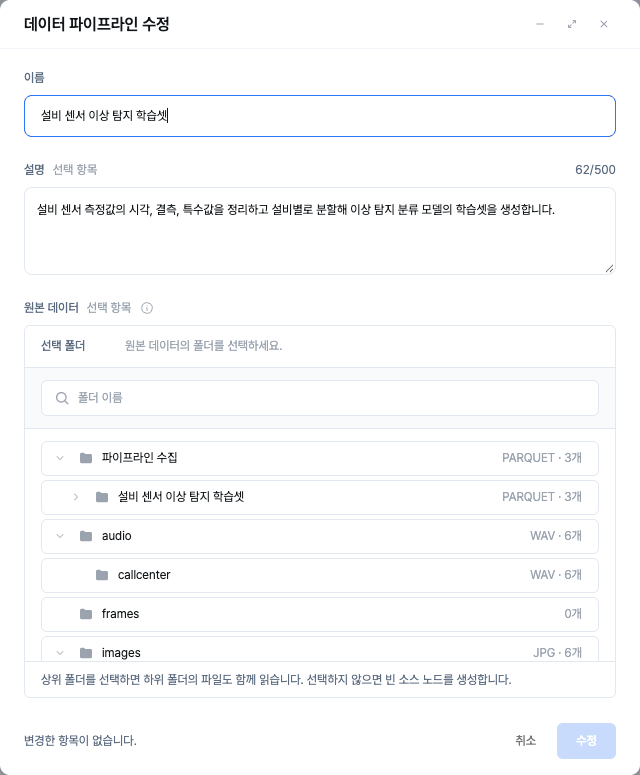 데이터 파이프라인 수정
이름
설비 센서 이상 탐지 학습셋
설명 선택 항목 62/500
설비 센서 측정값의 시각, 결측, 특수값을 정리하고 설비별로 분할해 이상 탐지 분류 모델의 학습셋을 생성합니다.
원본 데이터 선택 항목
선택 폴더 원본 데이터의 폴더를 선택하세요.
폴더 이름
파이프라인 수집 PARQUET · 3개
설비 센서 이상 탐지 학습셋 PARQUET · 3개
audio WAV · 6개
callcenter WAV · 6개
frames 0개
images JPG · 6개
상위 폴더를 선택하면 하위 폴더의 파일도 함께 읽습니다. 선택하지 않으면 빈 소스 노드를 생성합니다.
변경한 항목이 없습니다. 취소 수정